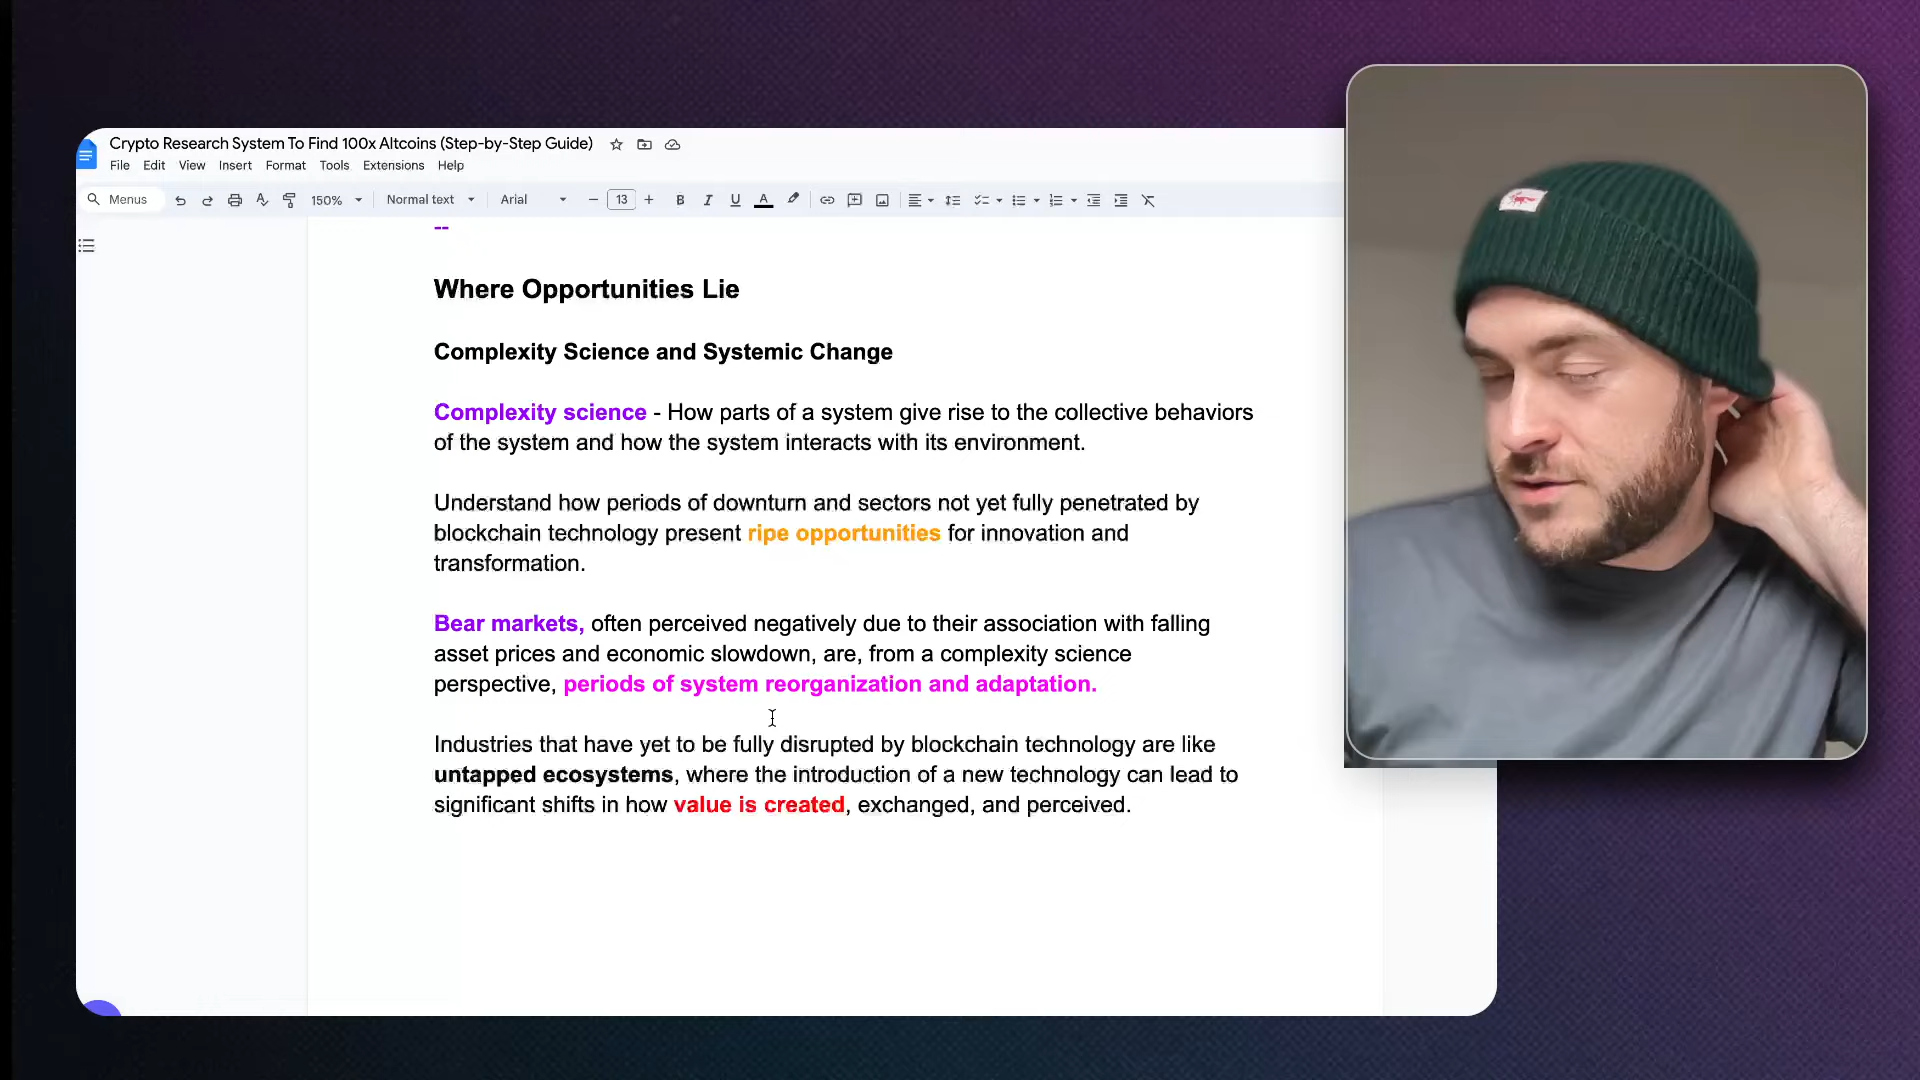 Crypto Research System To Find 100x Altcoins (Step-by-Step Guide)
File Edit View Insert Format Tools Extensions Help
Menus 150% Normal text Arial 13 B I U A
--
Where Opportunities Lie
Complexity Science and Systemic Change
Complexity science - How parts of a system give rise to the collective behaviors
of the system and how the system interacts with its environment.
Understand how periods of downturn and sectors not yet fully penetrated by
blockchain technology present ripe opportunities for innovation and
transformation.
Bear markets, often perceived negatively due to their association with falling
asset prices and economic slowdown, are, from a complexity science
perspective, periods of system reorganization and adaptation.
Industries that have yet to be fully disrupted by blockchain technology are like
untapped ecosystems, where the introduction of a new technology can lead to
significant shifts in how value is created, exchanged, and perceived.